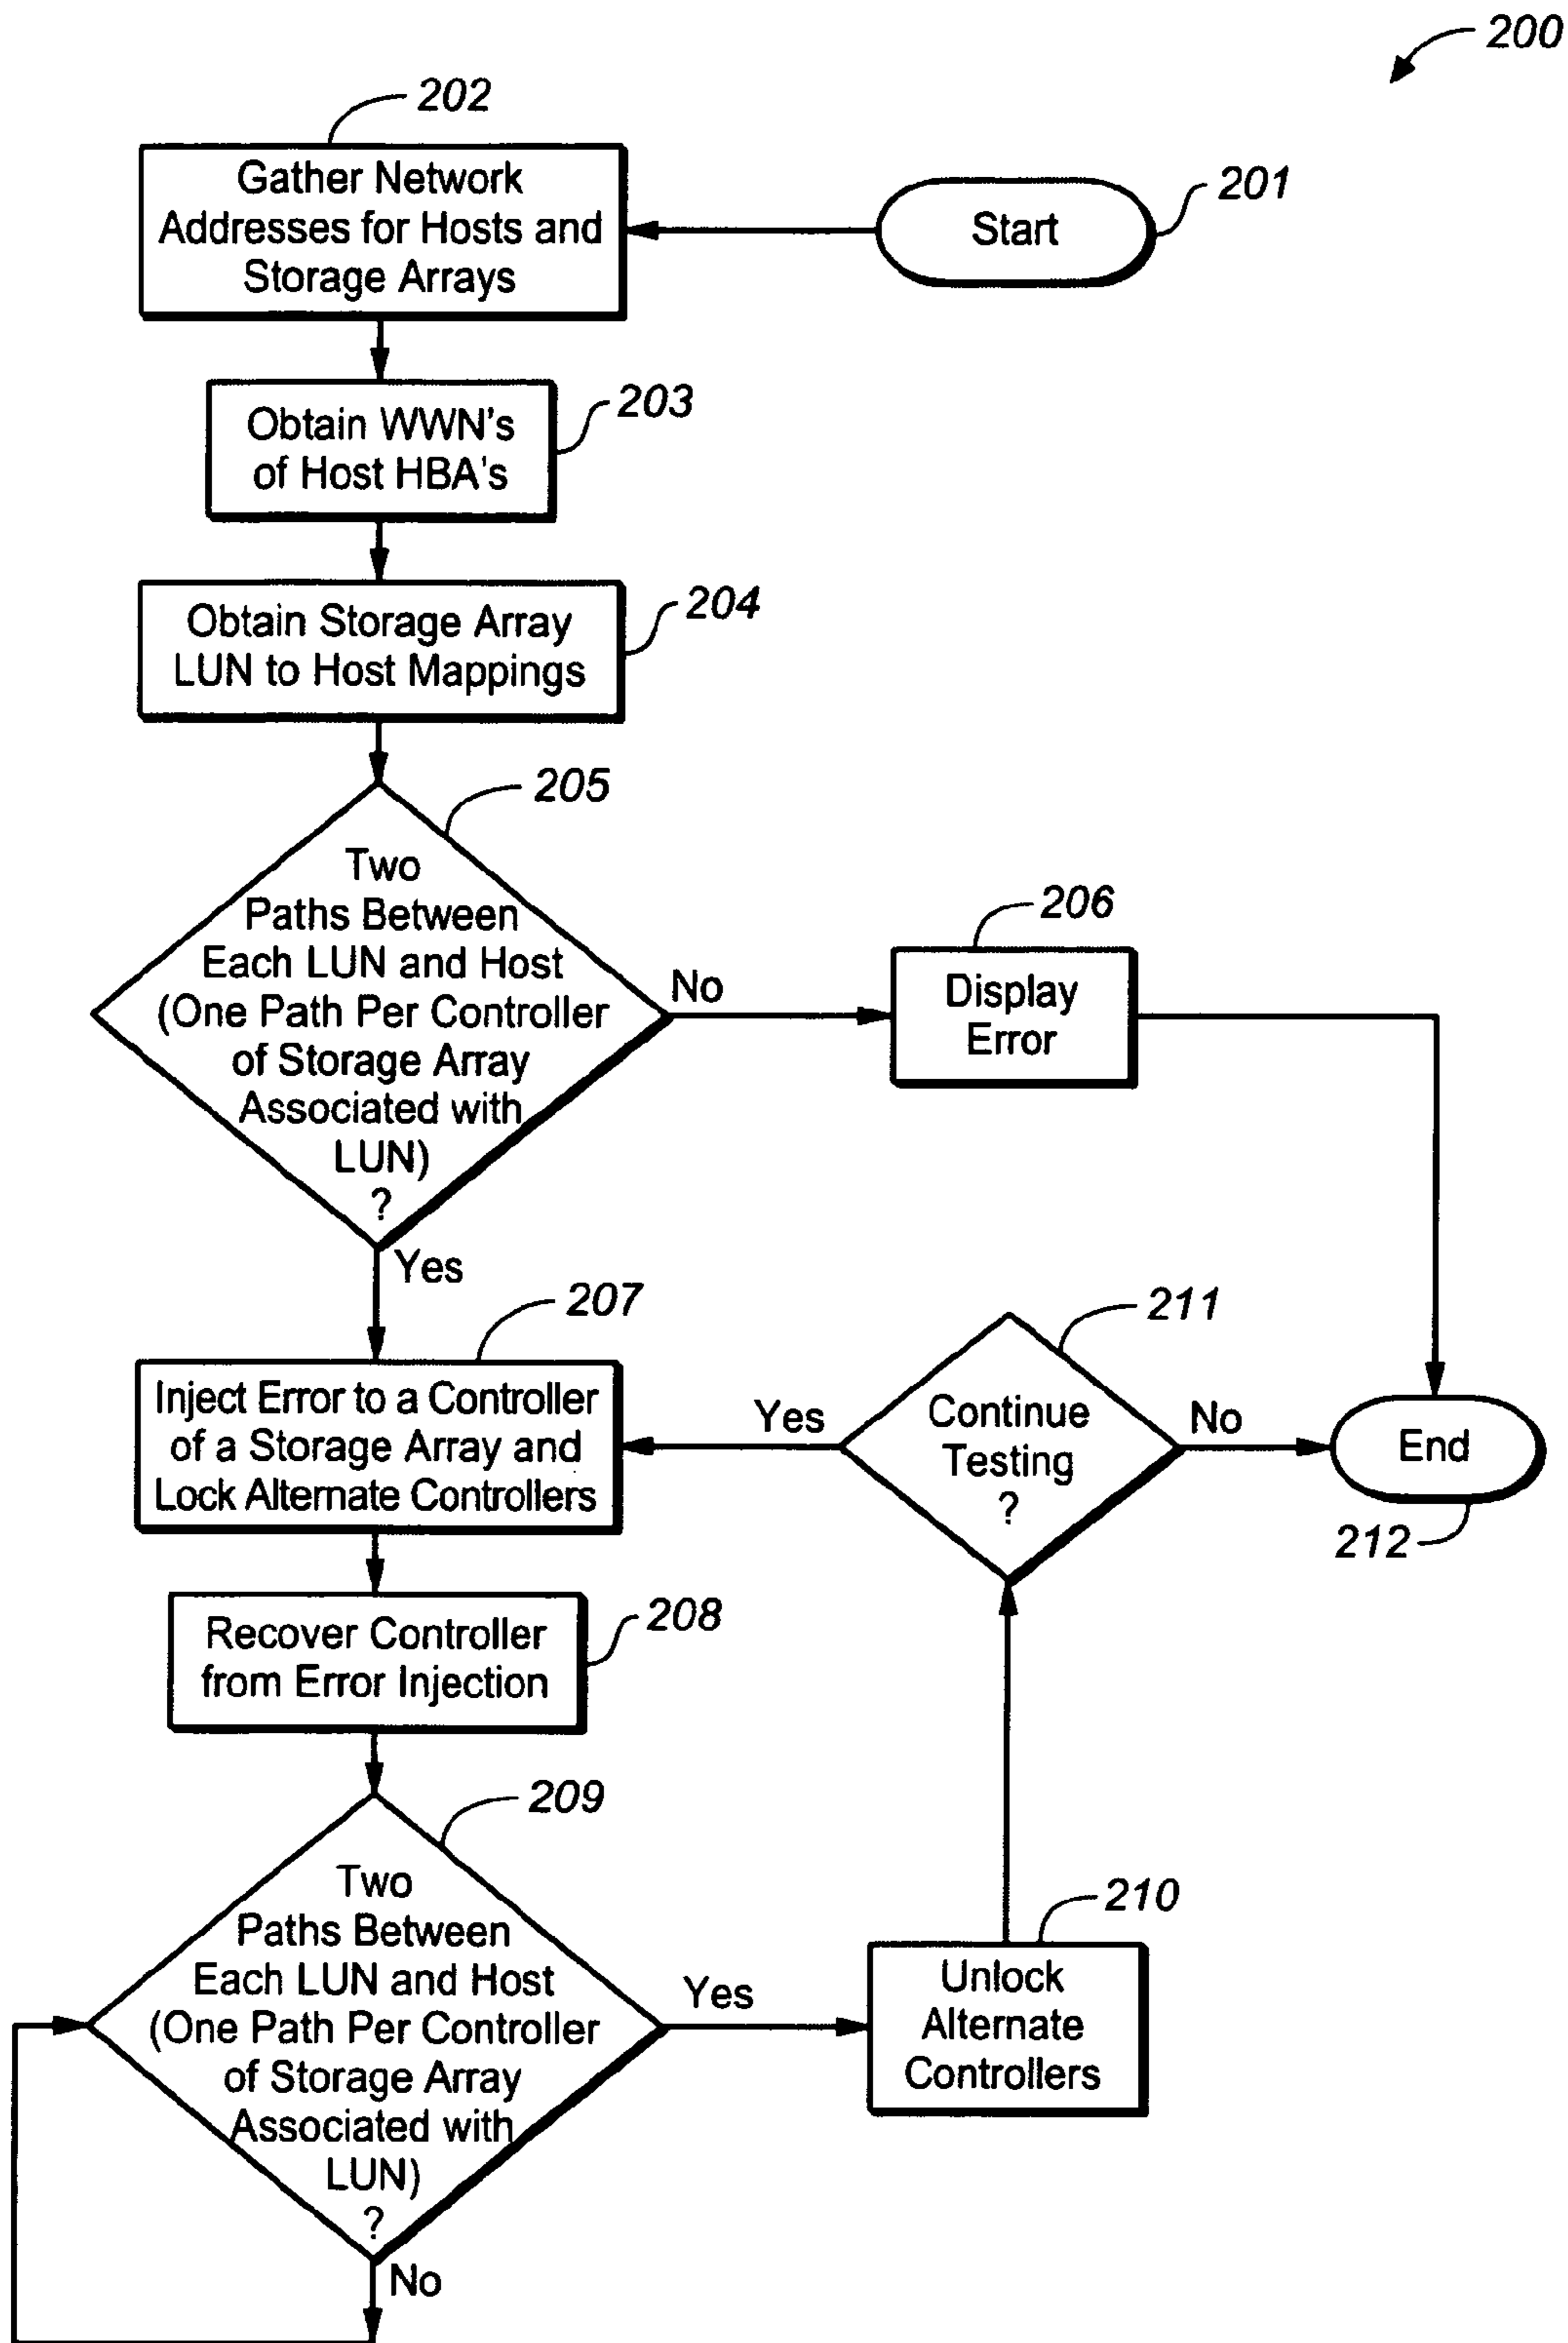 200
202
Gather Network
Addresses for Hosts and
Storage Arrays
Start
201
Obtain WWN's
of Host HBA's
203
Obtain Storage Array
LUN to Host Mappings
204
205
Two
Paths Between
Each LUN and Host
(One Path Per Controller
of Storage Array
Associated with
LUN)
?
No
206
Display
Error
Yes
207
Inject Error to a Controller
of a Storage Array and
Lock Alternate Controllers
Yes
211
Continue
Testing
?
No
End
212
Recover Controller
from Error Injection
208
209
Two
Paths Between
Each LUN and Host
(One Path Per Controller
of Storage Array
Associated with
LUN)
?
Yes
210
Unlock
Alternate
Controllers
No